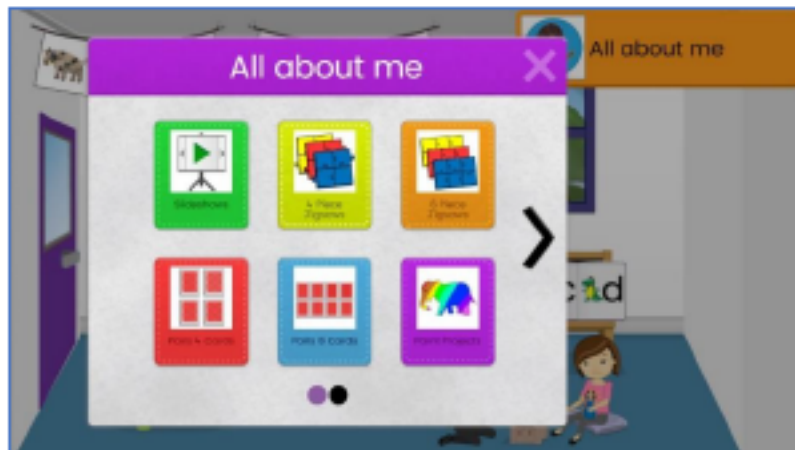 All about me
All about me
Slideshows
4 Piece
Jigsaws
6 Piece
Jigsaws
Pairs 4 Cards
Pairs 8 Cards
Paint Projects
c d